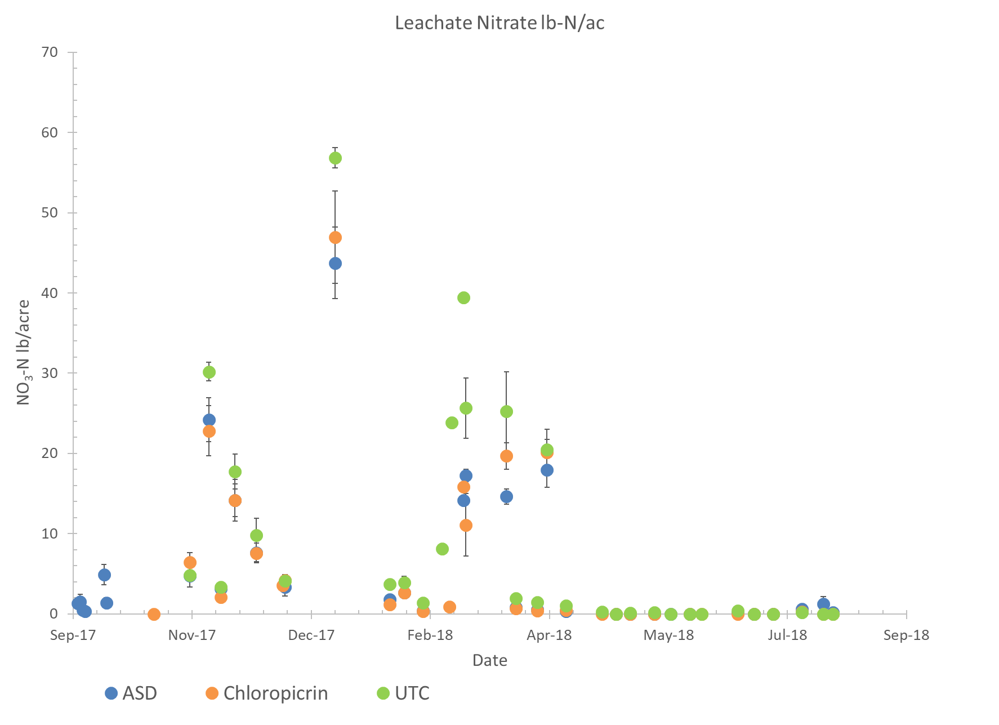 Leachate Nitrate lb-N/ac
70
60
50
40
30
20
10
0
NO₃-N lb/acre
Sep-17 Nov-17 Dec-17 Feb-18 Apr-18 May-18 Jul-18 Sep-18
Date
ASD Chloropicrin UTC